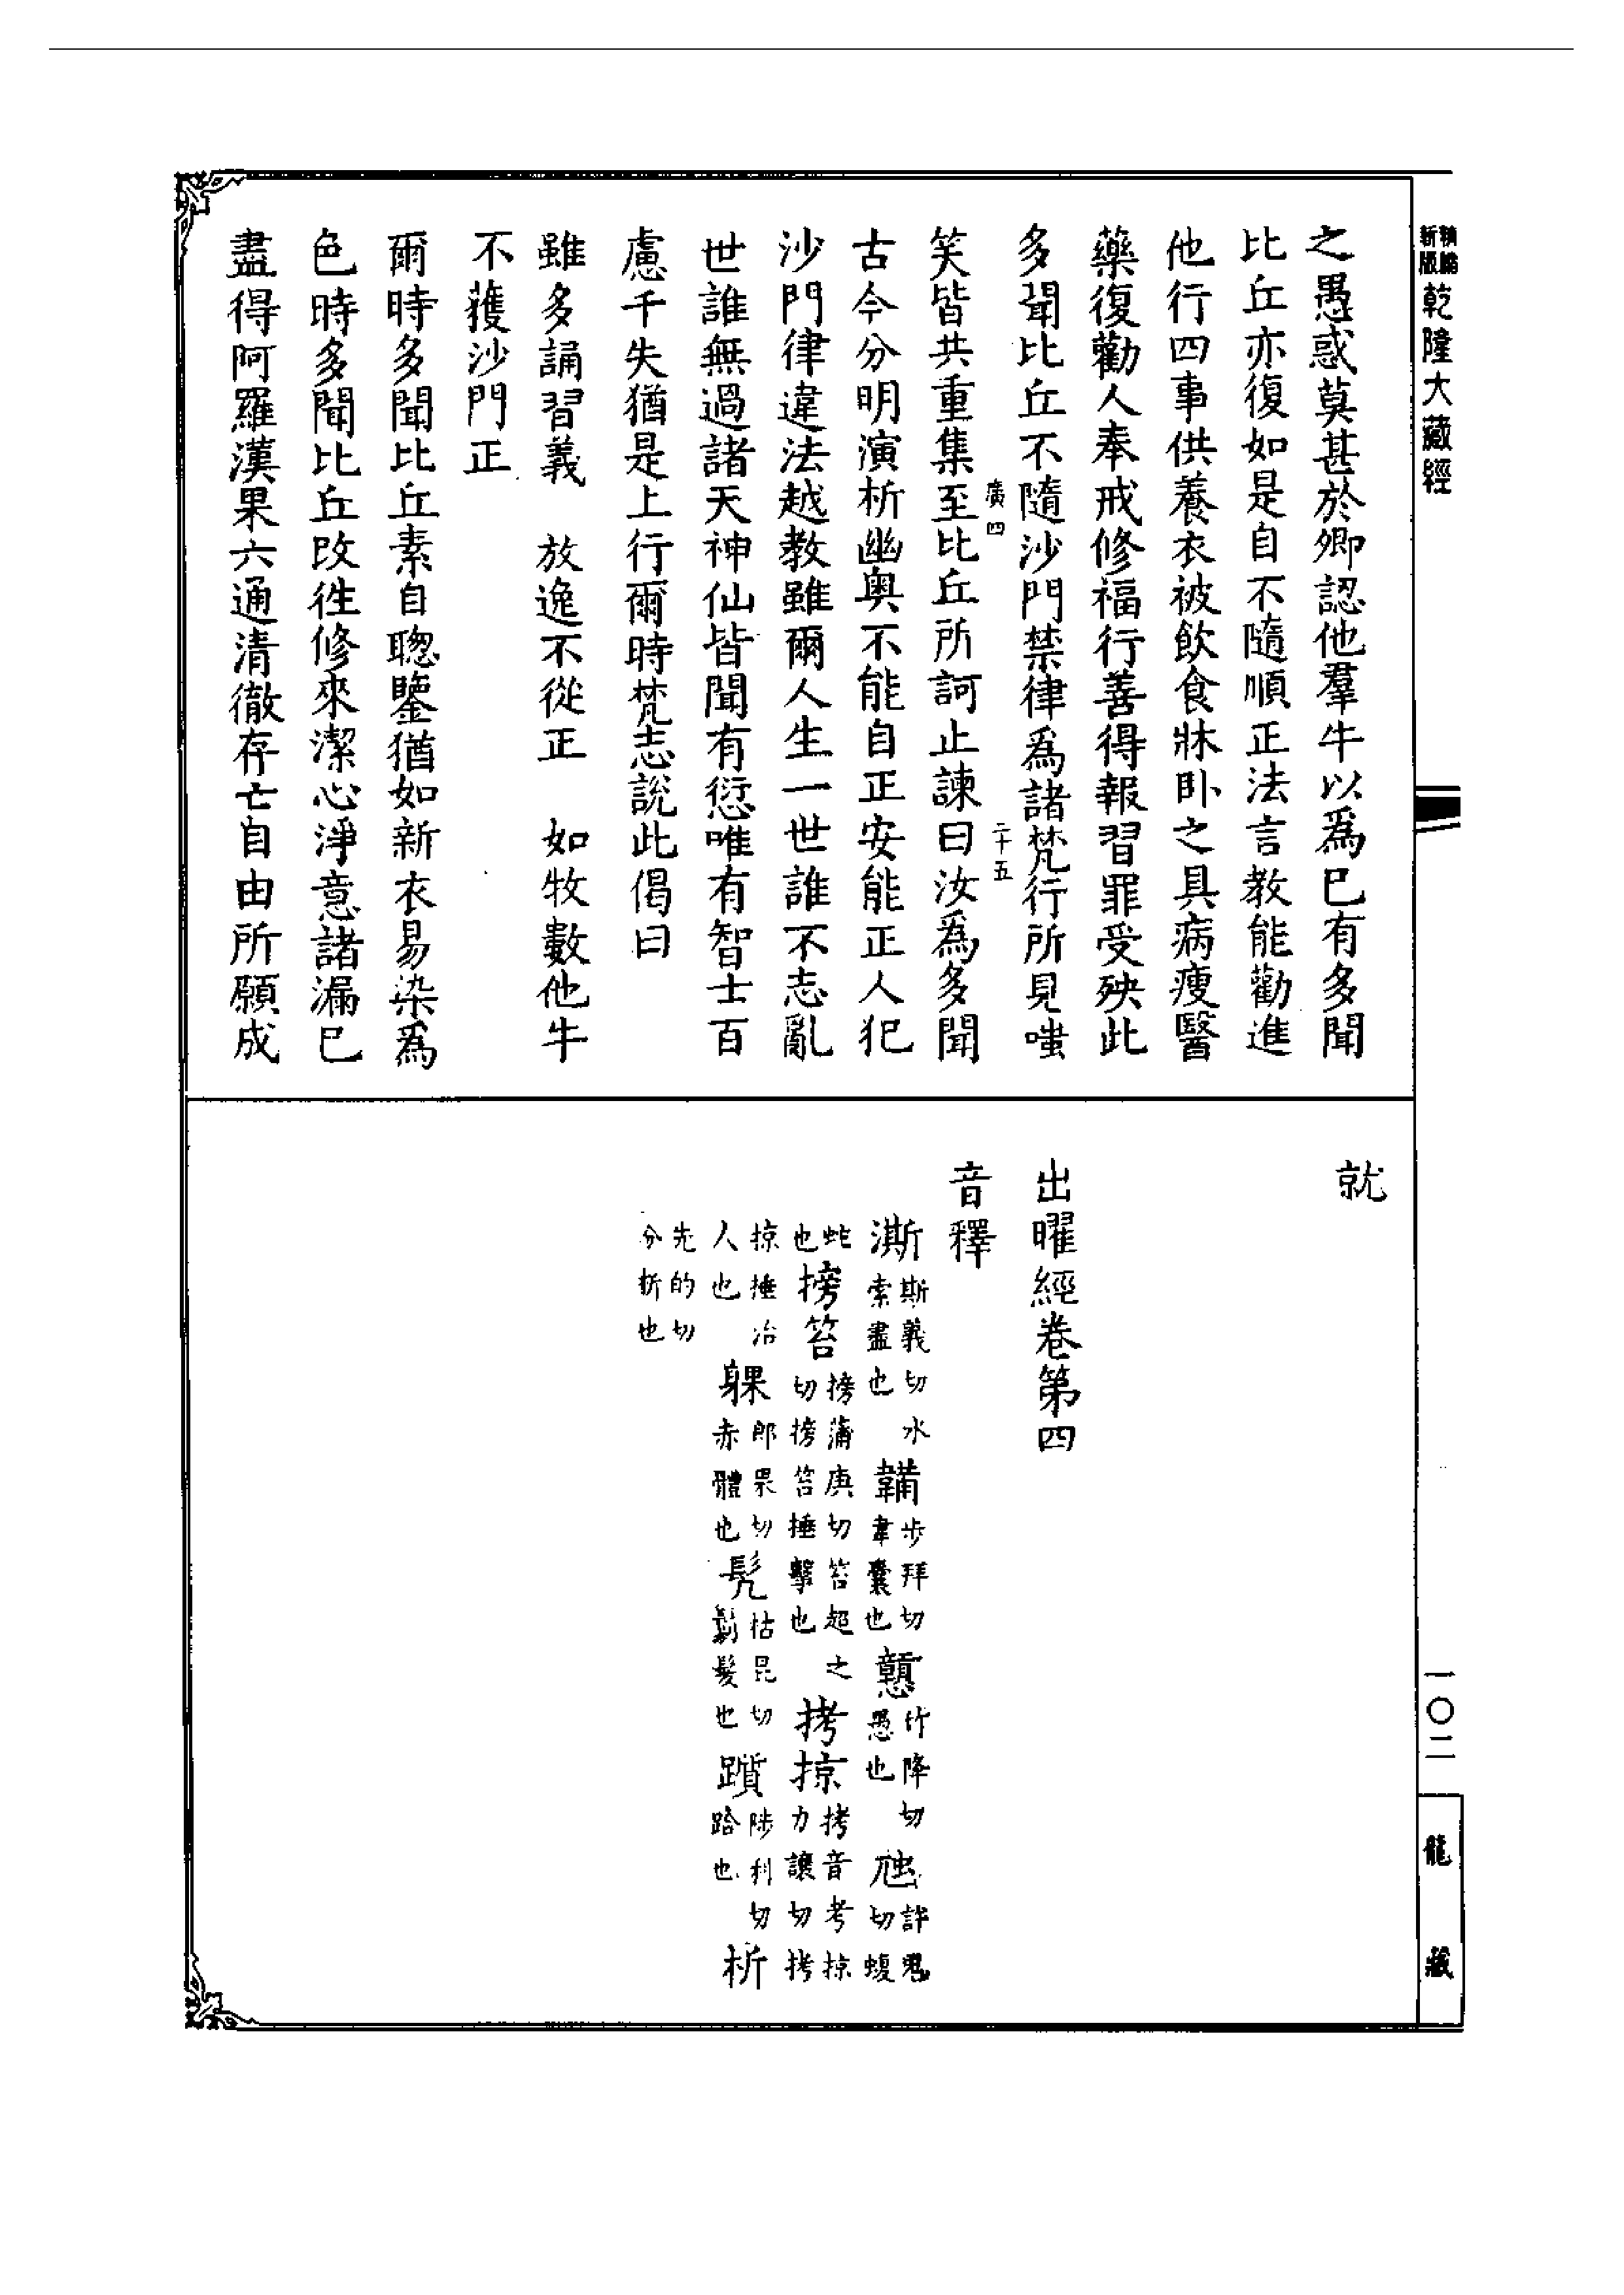 新編
新版
乾隆大藏經
之愚惑莫甚於卿認他羣牛以爲已有多聞
比丘亦復如是自不隨順正法言教能勸進
他行四事供養衣被飲食牀臥之具病瘦醫
藥復勸人奉戒修福行善得報習罪受殃此
多聞比丘不隨沙門禁律爲諸梵行所見嗤
廣四
二十五
笑皆共重集至比丘所訶止諫曰汝爲多聞
古今分明演析幽奥不能自正安能正人犯
沙門律違法越教雖爾人生一世誰不志亂
世誰無過諸天神仙皆聞有愆唯有智士百
慮千失猶是上行爾時梵志說此偈曰
雖多誦習義　放逸不從正　如牧數他牛
不獲沙門正
爾時多聞比丘素自聰鑒猶如新衣易染爲
色時多聞比丘改往修來潔心淨意諸漏已
盡得阿羅漢果六通清徹存亡自由所願成
就
出曜經卷第四
音釋
澌斯義切水索盡也　韛步拜切韋囊也　戇竹降切愚也　虺許鬼切蝮
蛇也　搒笞搒蒲庚切笞超之切搒笞捶擊也　拷掠拷音考掠力讓切拷
掠捶治人也　躶郎果切赤體也　髡枯昆切鬀髮也　躓陟利切跲也　析
先的切分析也
一〇二
龍藏